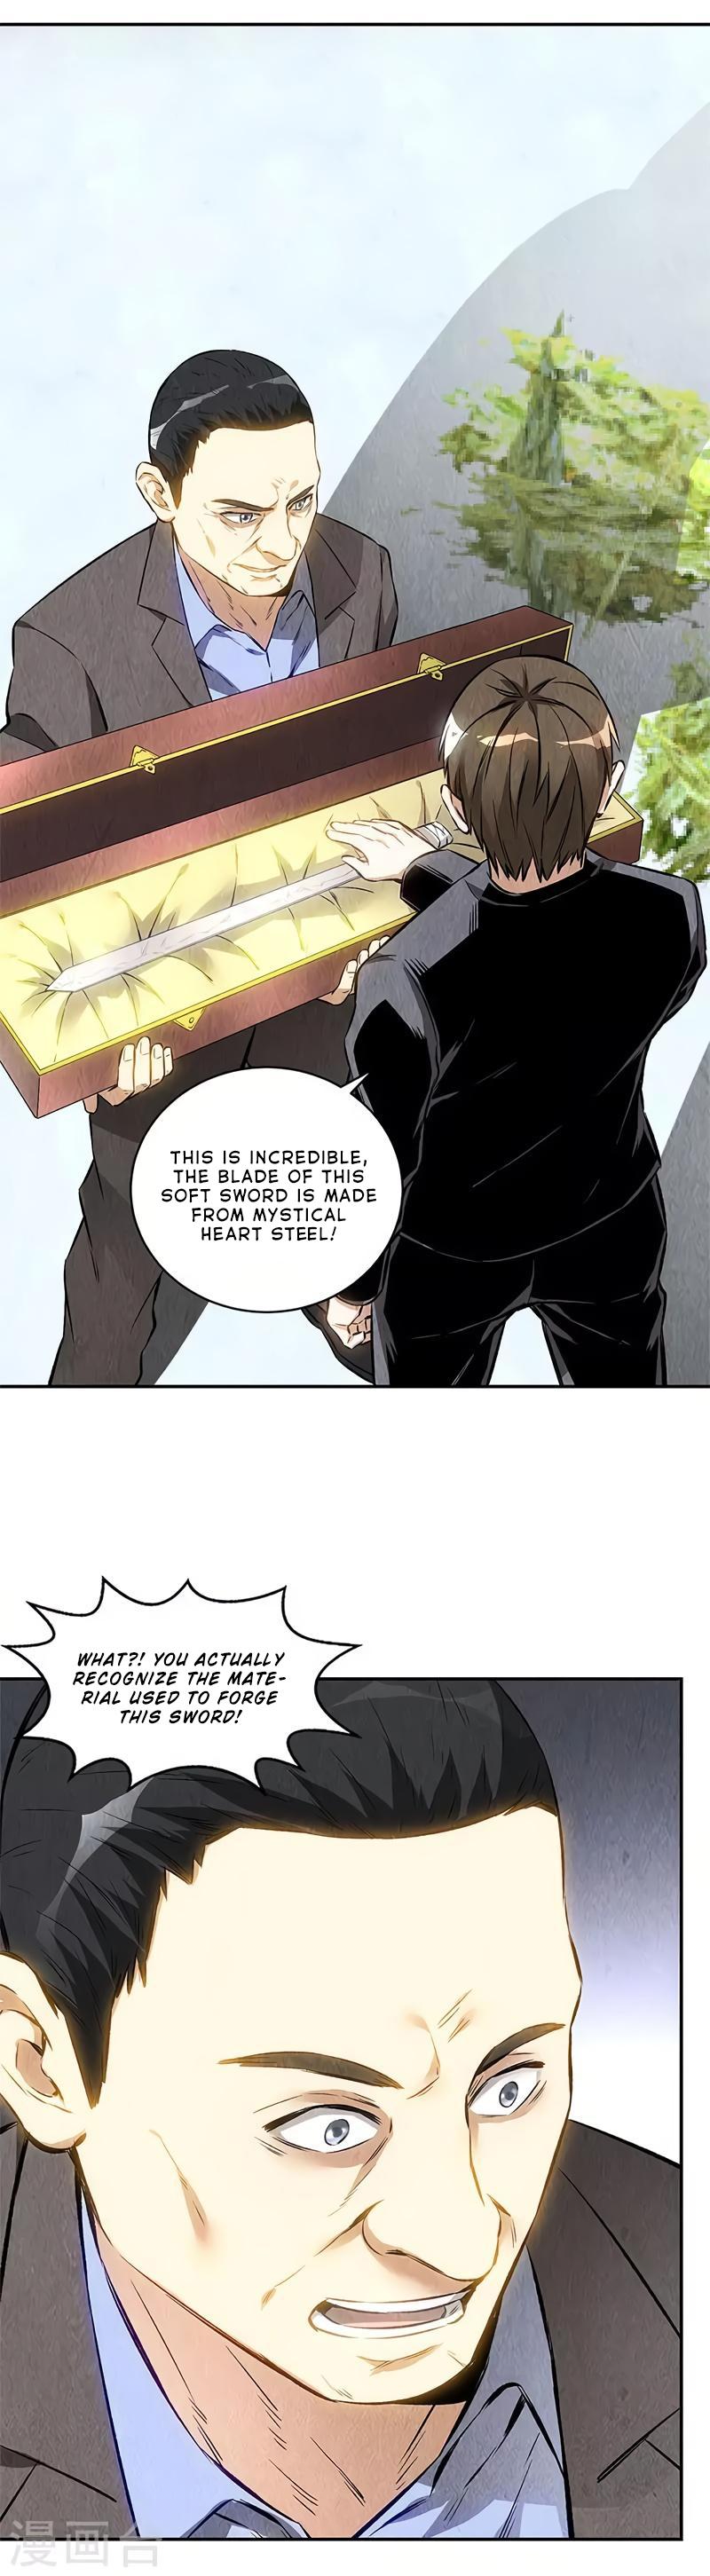 THIS IS INCREDIBLE,
THE BLADE OF THIS
SOFT SWORD IS MADE
FROM MYSTICAL
HEART STEEL!
WHAT?! YOU ACTUALLY
RECOGNIZE THE MATE-
RIAL USED TO FORGE
THIS SWORD!
漫画台